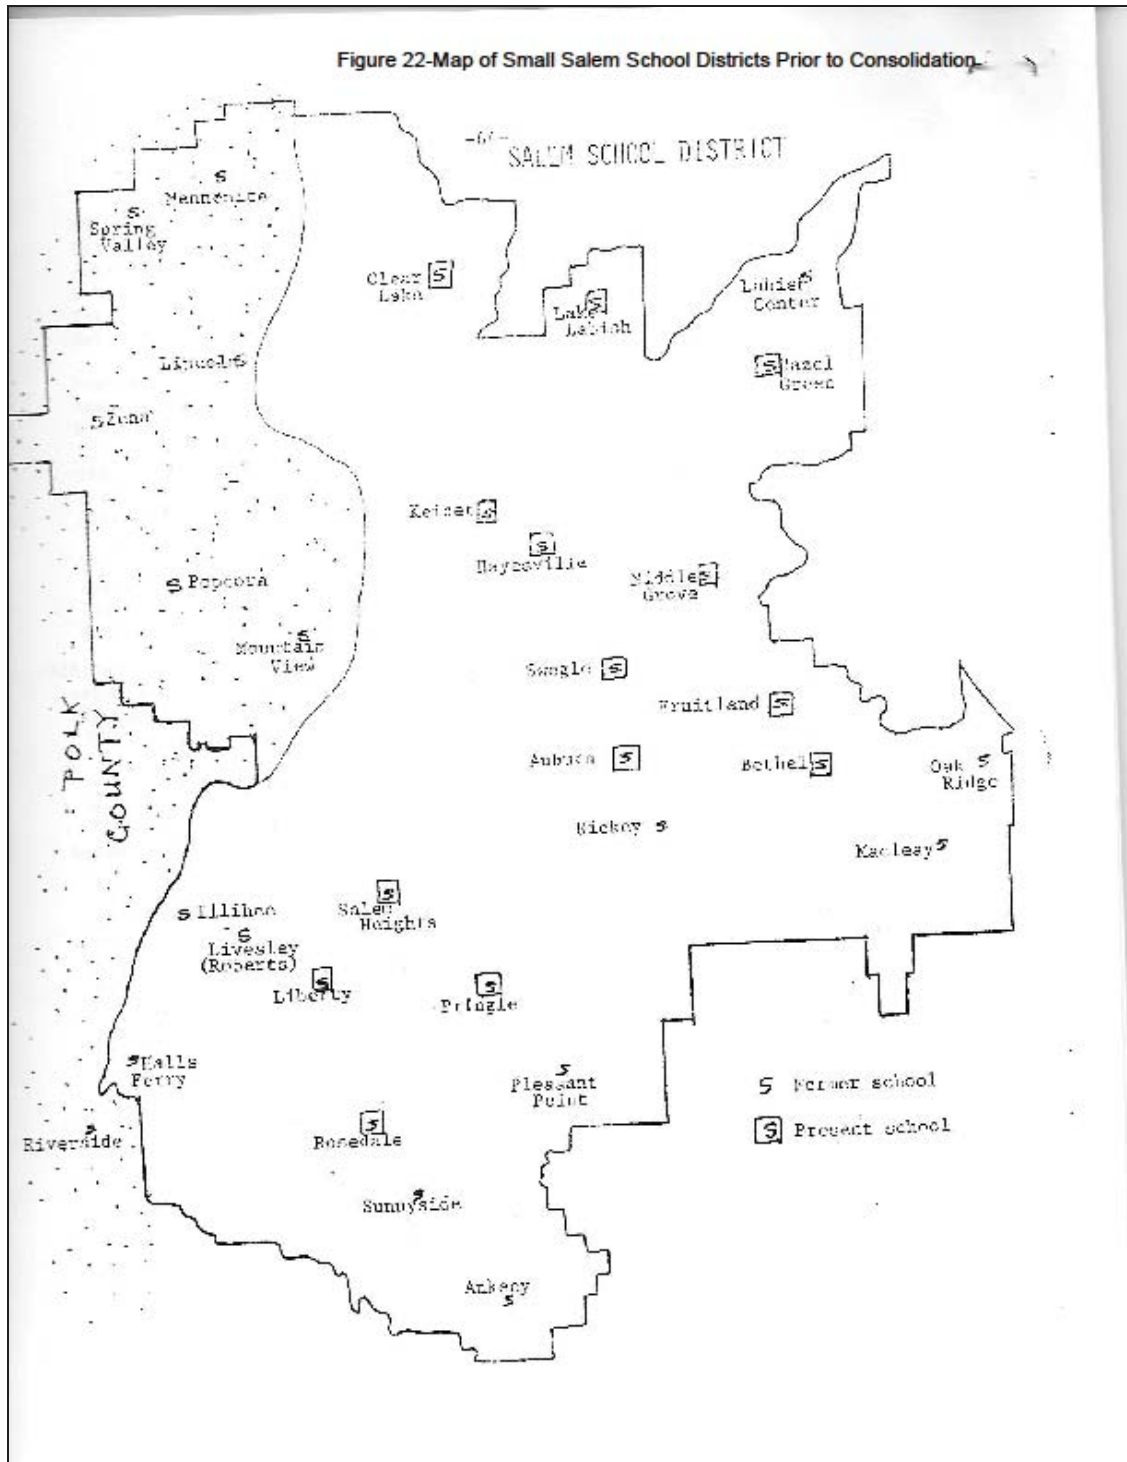 Figure 22-Map of Small Salem School Districts Prior to Consolidation
SALEM SCHOOL DISTRICT
S
Mennonite
S
Spring
Valley
Clear S
Lake
S
Lake
Labish
S
Labish
Center
Lincoln S
S Hazel
Green
S Zena
Keizer S
S
Hayesville
Middle S
Grove
S Popcorn
S
Mountain
View
Swegle S
Fruitland S
POLK
COUNTY
Auburn S
Bethel S
Oak S
Ridge
Rickey S
Macleay S
S
Salem
Heights
S Illihee
S
Livesley
(Roberts)
S
Liberty
S
Pringle
S Halls
Ferry
S
Pleasant
Point
S Former school
S
Riverside
S
Rosedale
S Present school
S
Sunnyside
Ankeny
S